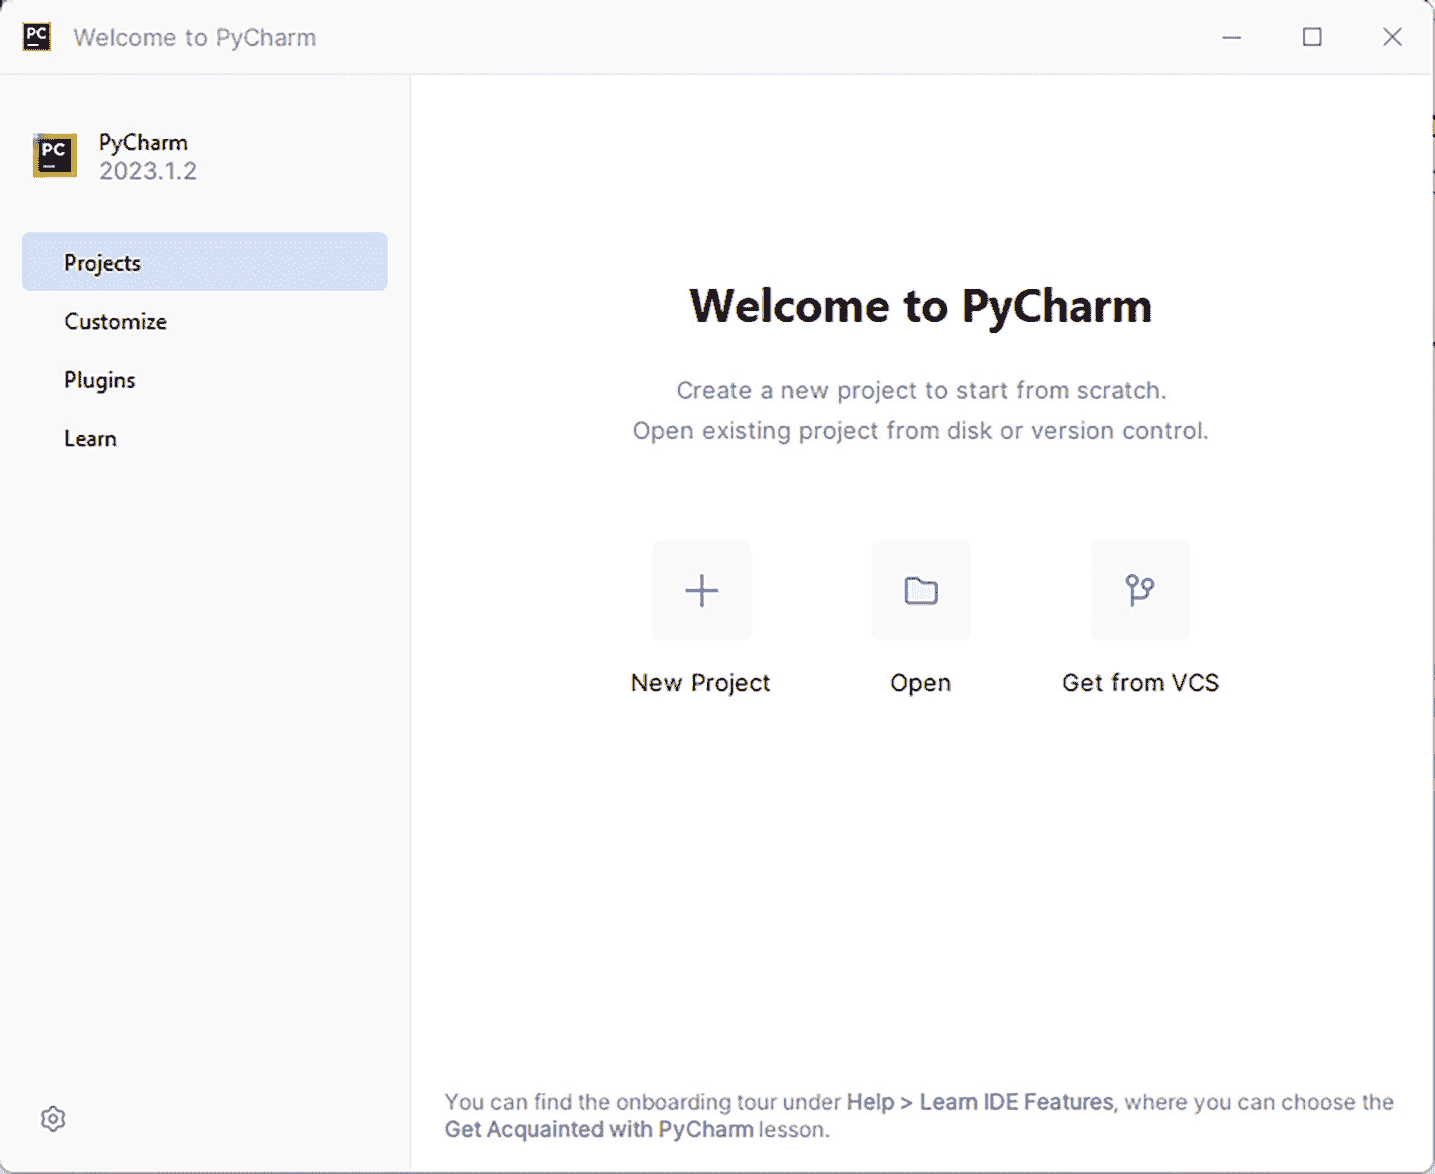 PC Welcome to PyCharm
PC PyCharm
2023.1.2
Projects
Customize
Plugins
Learn
Welcome to PyCharm
Create a new project to start from scratch.
Open existing project from disk or version control.
New Project Open Get from VCS
You can find the onboarding tour under Help > Learn IDE Features, where you can choose the
Get Acquainted with PyCharm lesson.